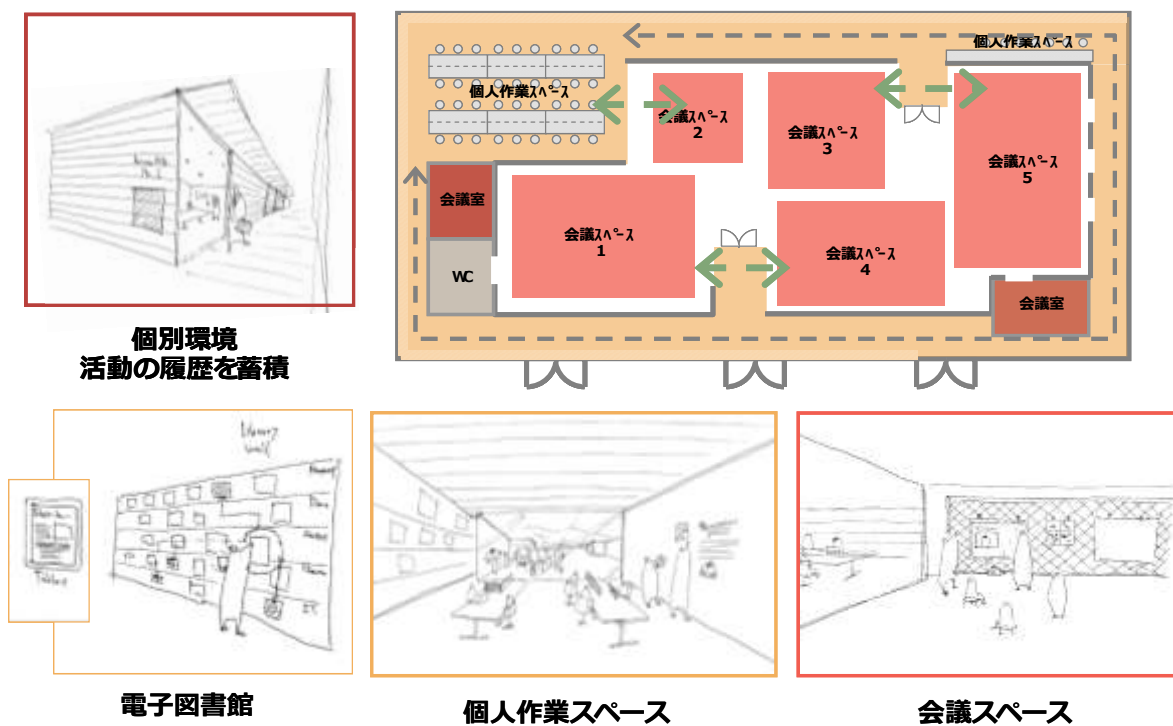 個人作業スペース
個人作業スペース
会議スペース
2
会議スペース
3
会議スペース
5
会議室
会議スペース
1
会議スペース
4
WC
会議室
個別環境
活動の履歴を蓄積
Library
wall
Tablet
電子図書館
個人作業スペース
会議スペース